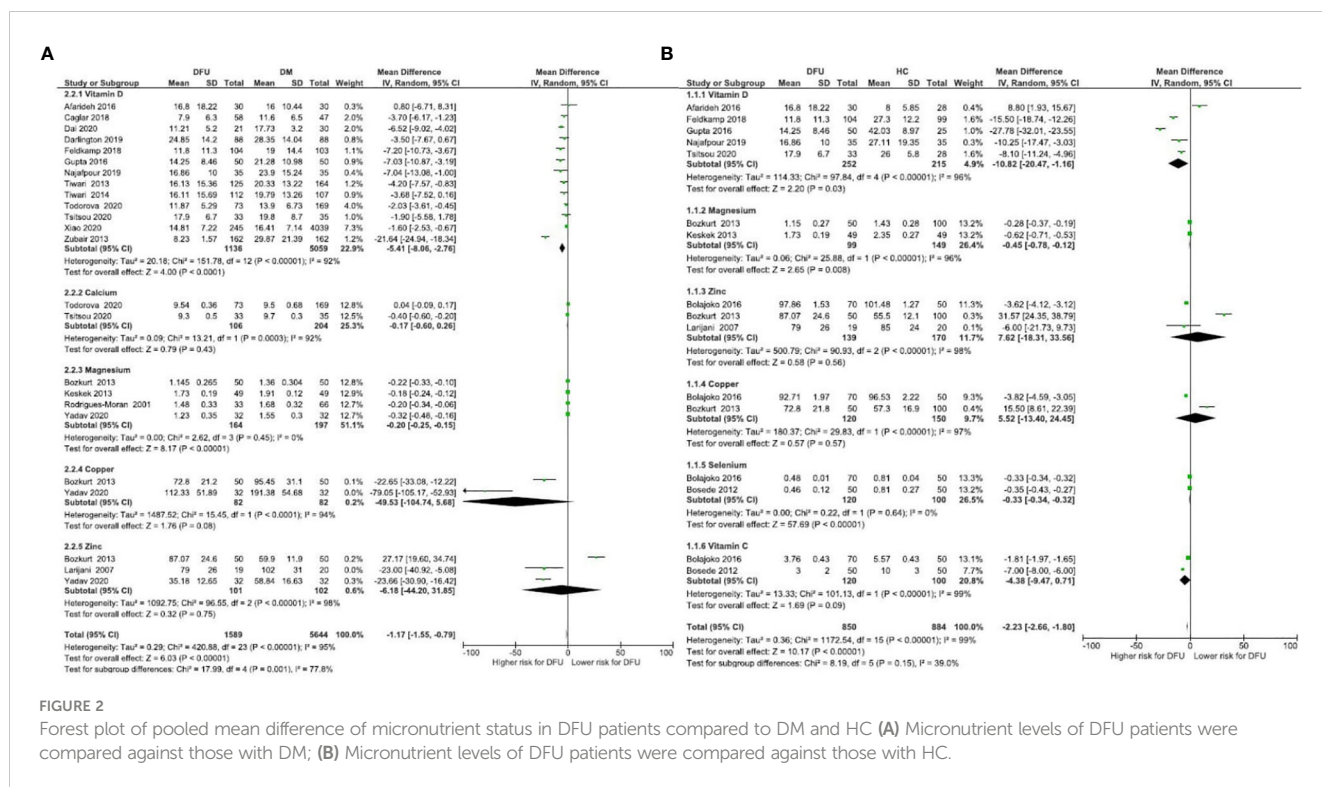 A
DFU DM Mean Difference Mean Difference
Study or Subgroup Mean SD Total Mean SD Total Weight IV, Random, 95% CI IV, Random, 95% CI
2.2.1 Vitamin D
Afarideh 2016 16.8 18.22 30 16 10.44 30 0.3% 0.80 [-6.71, 8.31]
Caglar 2018 7.9 6.3 58 11.6 6.5 47 2.0% -3.70 [-6.17, -1.23]
Dai 2020 11.21 5.2 21 17.73 3.2 30 2.0% -6.52 [-9.02, -4.02]
Darlington 2019 24.85 14.2 88 28.35 14.04 88 0.8% -3.50 [-7.67, 0.67]
Feldkamp 2018 11.8 11.3 104 19 14.4 103 1.1% -7.20 [-10.73, -3.67]
Gupta 2016 14.25 8.46 50 21.28 10.98 50 0.9% -7.03 [-10.87, -3.19]
Najafpour 2019 16.86 10 35 23.9 15.24 35 0.4% -7.04 [-13.08, -1.00]
Tiwari 2013 16.13 15.36 125 20.33 13.22 164 1.2% -4.20 [-7.57, -0.83]
Tiwari 2014 16.11 15.69 112 19.79 13.26 107 0.9% -3.68 [-7.52, 0.16]
Todorova 2020 11.87 5.29 73 13.9 6.73 169 4.3% -2.03 [-3.61, -0.45]
Tsitsou 2020 17.9 6.7 33 19.8 8.7 35 1.0% -1.90 [-5.58, 1.78]
Xiao 2020 14.81 7.22 245 16.41 7.14 4039 6.9% -1.60 [-2.53, -0.67]
Zubair 2013 8.23 1.57 162 29.87 21.39 162 1.2% -21.64 [-24.94, -18.34]
Subtotal (95% CI) 1136 5059 22.9% -5.41 [-8.06, -2.76]
Heterogeneity: Tau² = 20.18; Chi² = 151.78, df = 12 (P < 0.00001); I² = 92%
Test for overall effect: Z = 4.00 (P < 0.0001)
2.2.2 Calcium
Todorova 2020 9.54 0.36 73 9.5 0.68 169 12.8% 0.04 [-0.09, 0.17]
Tsitsou 2020 9.3 0.5 33 9.7 0.3 35 12.5% -0.40 [-0.60, -0.20]
Subtotal (95% CI) 106 204 25.3% -0.17 [-0.60, 0.26]
Heterogeneity: Tau² = 0.09; Chi² = 13.21, df = 1 (P = 0.0003); I² = 92%
Test for overall effect: Z = 0.79 (P = 0.43)
2.2.3 Magnesium
Bozkurt 2013 1.145 0.265 50 1.36 0.304 50 12.8% -0.22 [-0.33, -0.10]
Keskek 2013 1.73 0.19 49 1.91 0.12 49 12.9% -0.18 [-0.24, -0.12]
Rodrigues-Moran 2001 1.48 0.33 33 1.68 0.32 66 12.7% -0.20 [-0.34, -0.06]
Yadav 2020 1.23 0.35 32 1.55 0.3 32 12.7% -0.32 [-0.48, -0.16]
Subtotal (95% CI) 164 197 51.1% -0.20 [-0.25, -0.15]
Heterogeneity: Tau² = 0.00; Chi² = 2.62, df = 3 (P = 0.45); I² = 0%
Test for overall effect: Z = 8.17 (P < 0.00001)
2.2.4 Copper
Bozkurt 2013 72.8 21.2 50 95.45 31.1 50 0.1% -22.65 [-33.08, -12.22]
Yadav 2020 112.33 51.89 32 191.38 54.68 32 0.0% -79.05 [-105.17, -52.93]
Subtotal (95% CI) 82 82 0.2% -49.53 [-104.74, 5.68]
Heterogeneity: Tau² = 1487.52; Chi² = 15.45, df = 1 (P < 0.0001); I² = 94%
Test for overall effect: Z = 1.76 (P = 0.08)
2.2.5 Zinc
Bozkurt 2013 87.07 24.6 50 59.9 11.9 50 0.2% 27.17 [19.60, 34.74]
Larijani 2007 79 26 19 102 31 20 0.0% -23.00 [-40.92, -5.08]
Yadav 2020 35.18 12.65 32 58.84 16.63 32 0.3% -23.66 [-30.90, -16.42]
Subtotal (95% CI) 101 102 0.6% -6.18 [-44.20, 31.85]
Heterogeneity: Tau² = 1092.75; Chi² = 96.55, df = 2 (P < 0.00001); I² = 98%
Test for overall effect: Z = 0.32 (P = 0.75)
Total (95% CI) 1589 5644 100.0% -1.17 [-1.55, -0.79]
Heterogeneity: Tau² = 0.29; Chi² = 420.88, df = 23 (P < 0.00001); I² = 95%
Test for overall effect: Z = 6.03 (P < 0.00001)
Test for subgroup differences: Chi² = 17.99, df = 4 (P = 0.001), I² = 77.8%
-100 -50 0 50 100
Higher risk for DFU Lower risk for DFU
B
DFU HC Mean Difference Mean Difference
Study or Subgroup Mean SD Total Mean SD Total Weight IV, Random, 95% CI IV, Random, 95% CI
1.1.1 Vitamin D
Afarideh 2016 16.8 18.22 30 8 5.85 28 0.4% 8.80 [1.93, 15.67]
Feldkamp 2018 11.8 11.3 104 27.3 12.2 99 1.6% -15.50 [-18.74, -12.26]
Gupta 2016 14.25 8.46 50 42.03 8.97 25 1.0% -27.78 [-32.01, -23.55]
Najafpour 2019 16.86 10 35 27.11 19.35 35 0.4% -10.25 [-17.47, -3.03]
Tsitsou 2020 17.9 6.7 33 26 5.8 28 1.6% -8.10 [-11.24, -4.96]
Subtotal (95% CI) 252 215 4.9% -10.82 [-20.47, -1.16]
Heterogeneity: Tau² = 114.33; Chi² = 97.84, df = 4 (P < 0.00001); I² = 96%
Test for overall effect: Z = 2.20 (P = 0.03)
1.1.2 Magnesium
Bozkurt 2013 1.15 0.27 50 1.43 0.28 100 13.2% -0.28 [-0.37, -0.19]
Keskek 2013 1.73 0.19 49 2.35 0.27 49 13.2% -0.62 [-0.71, -0.53]
Subtotal (95% CI) 99 149 26.4% -0.45 [-0.78, -0.12]
Heterogeneity: Tau² = 0.06; Chi² = 25.88, df = 1 (P < 0.00001); I² = 96%
Test for overall effect: Z = 2.65 (P = 0.008)
1.1.3 Zinc
Bolajoko 2016 97.86 1.53 70 101.48 1.27 50 11.3% -3.62 [-4.12, -3.12]
Bozkurt 2013 87.07 24.6 50 55.5 12.1 100 0.3% 31.57 [24.35, 38.79]
Larijani 2007 79 26 19 85 24 20 0.1% -6.00 [-21.73, 9.73]
Subtotal (95% CI) 139 170 11.7% 7.62 [-18.31, 33.56]
Heterogeneity: Tau² = 500.79; Chi² = 90.93, df = 2 (P < 0.00001); I² = 98%
Test for overall effect: Z = 0.58 (P = 0.56)
1.1.4 Copper
Bolajoko 2016 92.71 1.97 70 96.53 2.22 50 9.3% -3.82 [-4.59, -3.05]
Bozkurt 2013 72.8 21.8 50 57.3 16.9 100 0.4% 15.50 [8.61, 22.39]
Subtotal (95% CI) 120 150 9.7% 5.52 [-13.40, 24.45]
Heterogeneity: Tau² = 180.37; Chi² = 29.83, df = 1 (P < 0.00001); I² = 97%
Test for overall effect: Z = 0.57 (P = 0.57)
1.1.5 Selenium
Bolajoko 2016 0.48 0.01 70 0.81 0.04 50 13.3% -0.33 [-0.34, -0.32]
Bosede 2012 0.46 0.12 50 0.81 0.27 50 13.2% -0.35 [-0.43, -0.27]
Subtotal (95% CI) 120 100 26.5% -0.33 [-0.34, -0.32]
Heterogeneity: Tau² = 0.00; Chi² = 0.22, df = 1 (P = 0.64); I² = 0%
Test for overall effect: Z = 57.69 (P < 0.00001)
1.1.6 Vitamin C
Bolajoko 2016 3.76 0.43 70 5.57 0.43 50 13.1% -1.81 [-1.97, -1.65]
Bosede 2012 3 2 50 10 3 50 7.7% -7.00 [-8.00, -6.00]
Subtotal (95% CI) 120 100 20.8% -4.38 [-9.47, 0.71]
Heterogeneity: Tau² = 13.33; Chi² = 101.13, df = 1 (P < 0.00001); I² = 99%
Test for overall effect: Z = 1.69 (P = 0.09)
Total (95% CI) 850 884 100.0% -2.23 [-2.66, -1.80]
Heterogeneity: Tau² = 0.36; Chi² = 1172.54, df = 15 (P < 0.00001); I² = 99%
Test for overall effect: Z = 10.17 (P < 0.00001)
Test for subgroup differences: Chi² = 8.19, df = 5 (P = 0.15), I² = 39.0%
-100 -50 0 50 100
Higher risk for DFU Lower risk for DFU
FIGURE 2
Forest plot of pooled mean difference of micronutrient status in DFU patients compared to DM and HC (A) Micronutrient levels of DFU patients were
compared against those with DM; (B) Micronutrient levels of DFU patients were compared against those with HC.